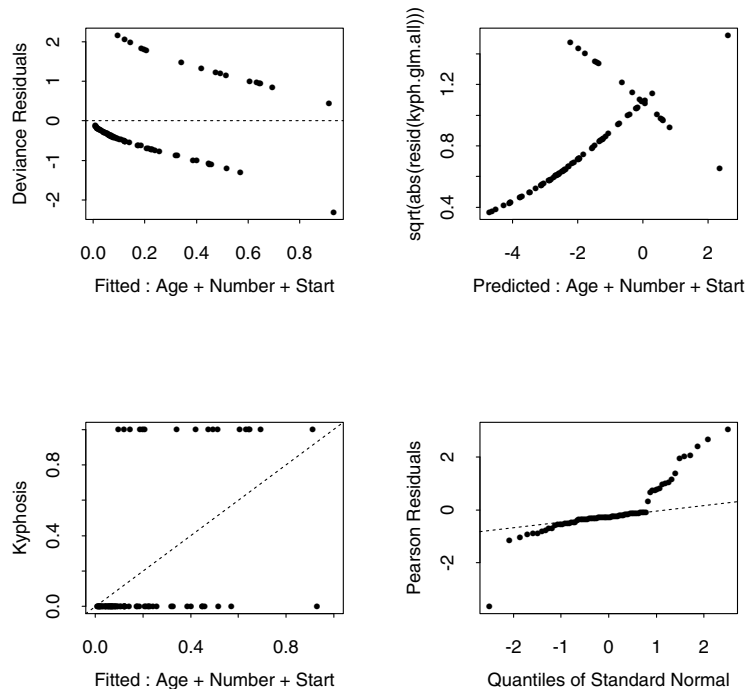 Deviance Residuals
2
1
0
-1
-2
0.0 0.2 0.4 0.6 0.8
Fitted : Age + Number + Start
sqrt(abs(resid(kyph.glm.all)))
1.2
0.8
0.4
-4 -2 0 2
Predicted : Age + Number + Start
Kyphosis
0.8
0.4
0.0
0.0 0.4 0.8
Fitted : Age + Number + Start
Pearson Residuals
2
0
-2
-2 -1 0 1 2
Quantiles of Standard Normal